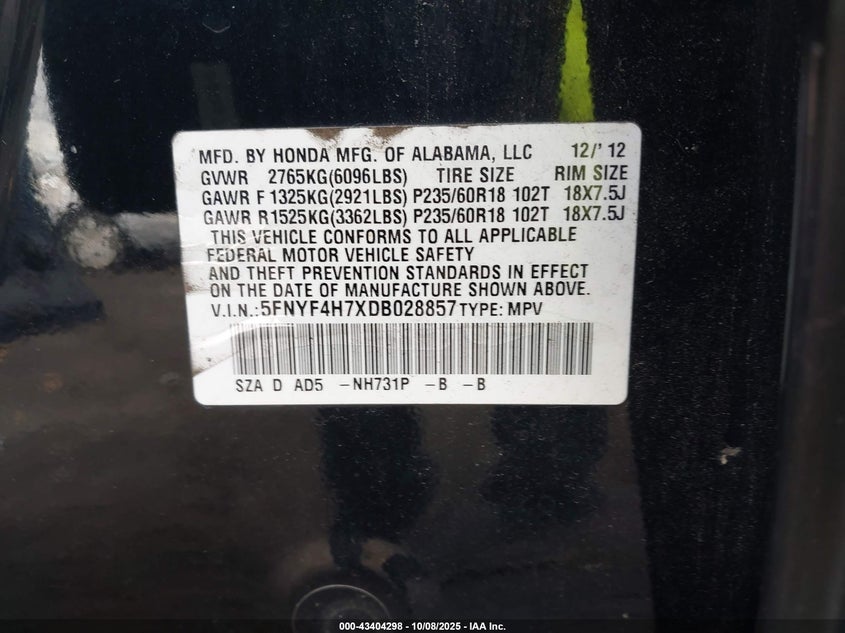 MFD. BY HONDA MFG. OF ALABAMA, LLC 12/' 12
GVWR 2765KG(6096LBS) TIRE SIZE RIM SIZE
GAWR F 1325KG(2921LBS) P235/60R18 102T 18X7.5J
GAWR R1525KG(3362LBS) P235/60R18 102T 18X7.5J
THIS VEHICLE CONFORMS TO ALL APPLICABLE
FEDERAL MOTOR VEHICLE SAFETY
AND THEFT PREVENTION STANDARDS IN EFFECT
ON THE DATE OF MANUFACTURE SHOWN ABOVE.
V.I.N.:5FNYF4H7XDB028857 TYPE: MPV
SZA D AD5 -NH731P -B -B
000-43404298 - 10/08/2025 - IAA Inc.